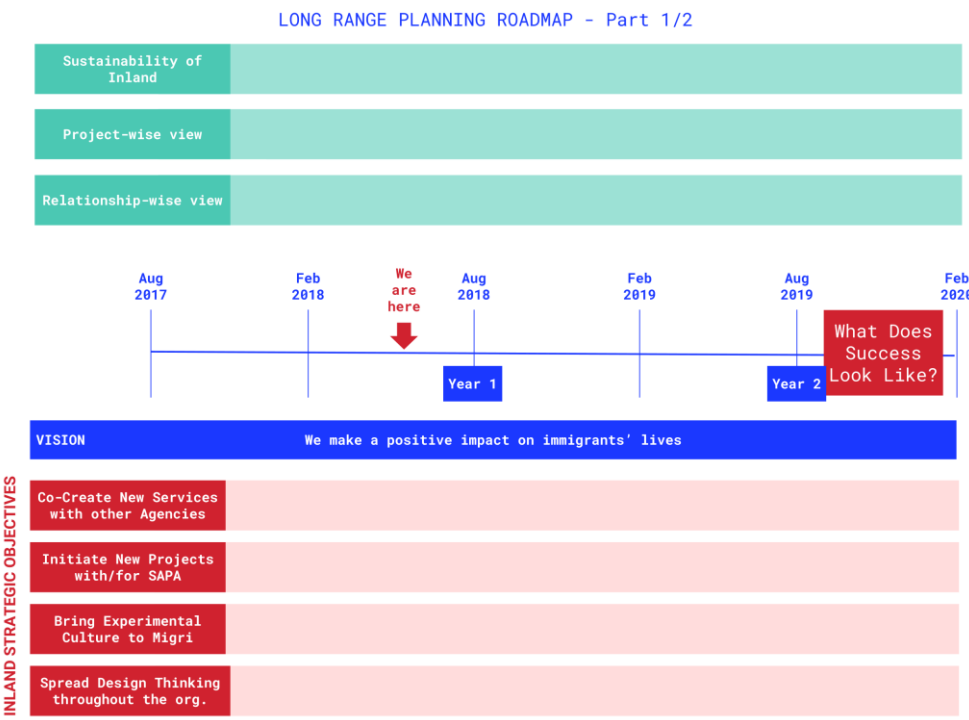 LONG RANGE PLANNING ROADMAP - Part 1/2
Sustainability of
Inland
Project-wise view
Relationship-wise view
Aug
2017
Feb
2018
We
are
here
Aug
2018
Feb
2019
Aug
2019
Feb
2020
What Does
Success
Look Like?
Year 1
Year 2
VISION
We make a positive impact on immigrants’ lives
INLAND STRATEGIC OBJECTIVES
Co-Create New Services
with other Agencies
Initiate New Projects
with/for SAPA
Bring Experimental
Culture to Migri
Spread Design Thinking
throughout the org.